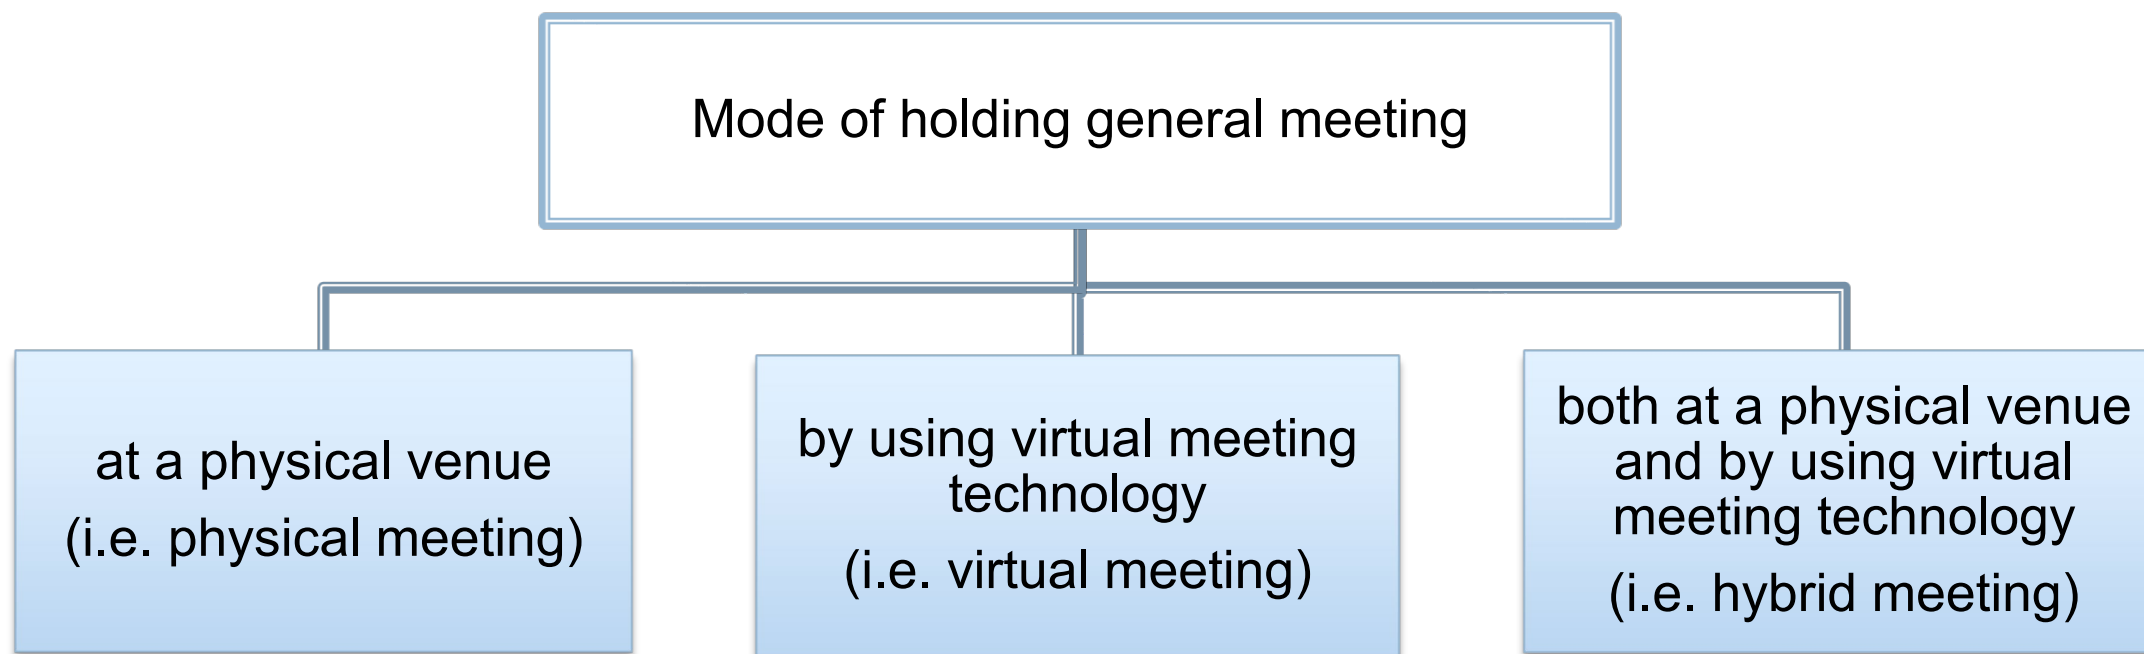 Mode of holding general meeting
at a physical venue
(i.e. physical meeting)
by using virtual meeting
technology
(i.e. virtual meeting)
both at a physical venue
and by using virtual
meeting technology
(i.e. hybrid meeting)